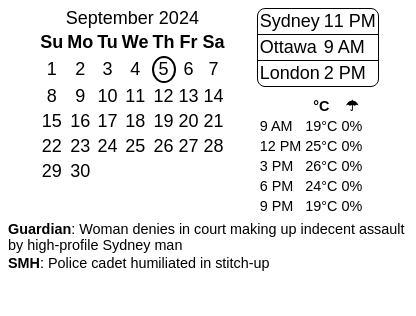 September 2024
Su Mo Tu We Th Fr Sa
1 2 3 4 5 6 7
8 9 10 11 12 13 14
15 16 17 18 19 20 21
22 23 24 25 26 27 28
29 30
Sydney 11 PM
Ottawa 9 AM
London 2 PM
°C ☂
9 AM 19°C 0%
12 PM 25°C 0%
3 PM 26°C 0%
6 PM 24°C 0%
9 PM 19°C 0%
Guardian: Woman denies in court making up indecent assault
by high-profile Sydney man
SMH: Police cadet humiliated in stitch-up